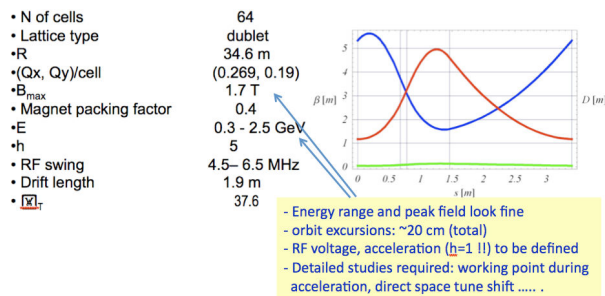 • N of cells 64
• Lattice type dublet
•R 34.6 m
•(Qx, Qy)/cell (0.269, 0.19)
•Bmax 1.7 T
• Magnet packing factor 0.4
•E 0.3 - 2.5 GeV
•h 5
• RF swing 4.5– 6.5 MHz
• Drift length 1.9 m
• T 37.6
β [m]
5
4
3
2
1
0
0 0.5 1 1.5 2 2.5 3
s [m]
D [m]
- Energy range and peak field look fine
- orbit excursions: ~20 cm (total)
- RF voltage, acceleration (h=1 !!) to be defined
- Detailed studies required: working point during
acceleration, direct space tune shift ..... .